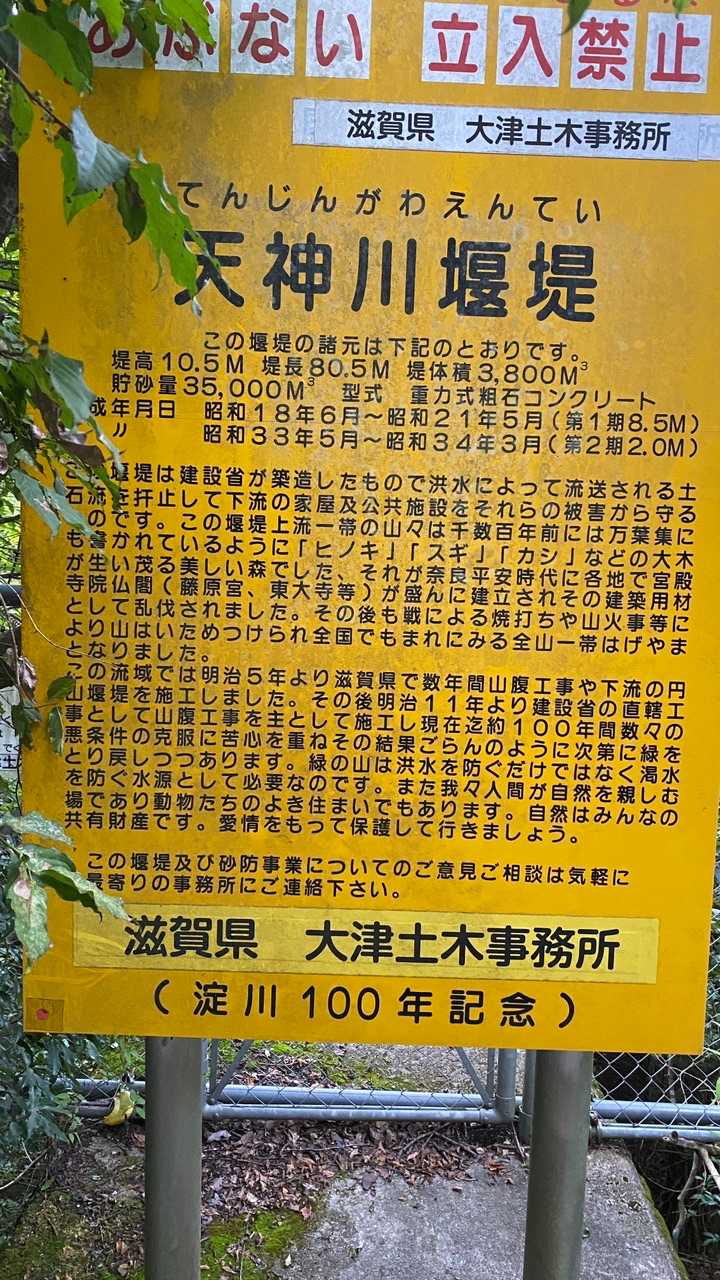 あぶない 立入禁止
滋賀県 大津土木事務所
てんじんがわえんてい
天神川堰堤
この堰堤の諸元は下記のとおりです。
堤高10.5M 堤長80.5M 堤体積3,800M³
貯砂量35,000M³ 型式 重力式粗石コンクリート
成年月日 昭和18年6月~昭和21年5月(第1期8.5M)
〃 昭和33年5月~昭和34年3月(第2期2.0M)
この堰堤は建設省が築造したもので洪水によって流送される土
石流を扞止して下流の家屋及公共施設をそれらの被害から守る
ものです。この堰堤上流一帯の山々は千数百年前には万葉集に
も書かれているように「ヒノキ」「スギ」「カシ」などの大木
が生い茂る美しい森でした、それが奈良平安時代に各地で宮殿
寺院仏閣(藤原宮、東大寺等)が盛んに建立されその建築用材
として乱伐されました。その後も戦による焼打ちや山火事等に
より山はいためつけられ全国でもまれにみる全山一帯はげやま
となりました。
この流域では明治5年より滋賀県で数年間山腹工事や下流の円
山堰堤を施工しました。その後明治11年より建設省の直轄工
事として山腹工事を主として施工し現在迄約100年間数々の
悪条件の克服に苦心を重ねその結果ごらんのように次第に緑を
とり戻しつつあります。緑の山は洪水を防ぐだけではなく渇水
を防ぐ水源として必要なのです。また我々人間が自然を親しむ
場であり動物たちのよき住まいでもあります。自然はみんなの
共有財産です。愛情をもって保護して行きましょう。
この堰堤及び砂防事業についてのご意見ご相談は気軽に
最寄りの事務所にご連絡下さい。
滋賀県 大津土木事務所
(淀川100年記念)